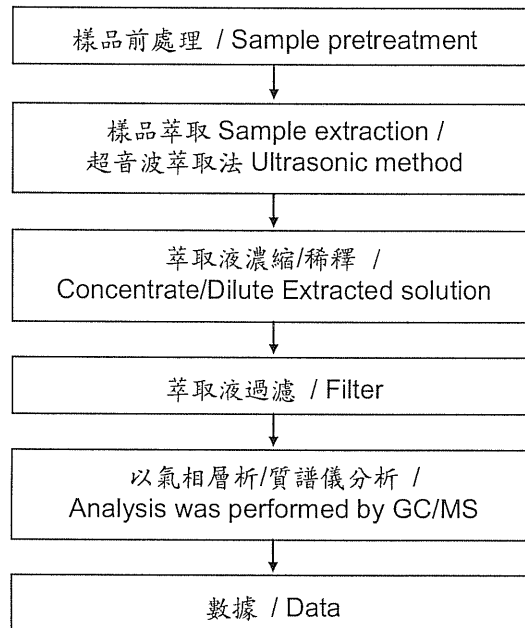 樣品前處理 / Sample pretreatment
樣品萃取 Sample extraction /
超音波萃取法 Ultrasonic method
萃取液濃縮/稀釋 /
Concentrate/Dilute Extracted solution
萃取液過濾 / Filter
以氣相層析/質譜儀分析 /
Analysis was performed by GC/MS
數據 / Data